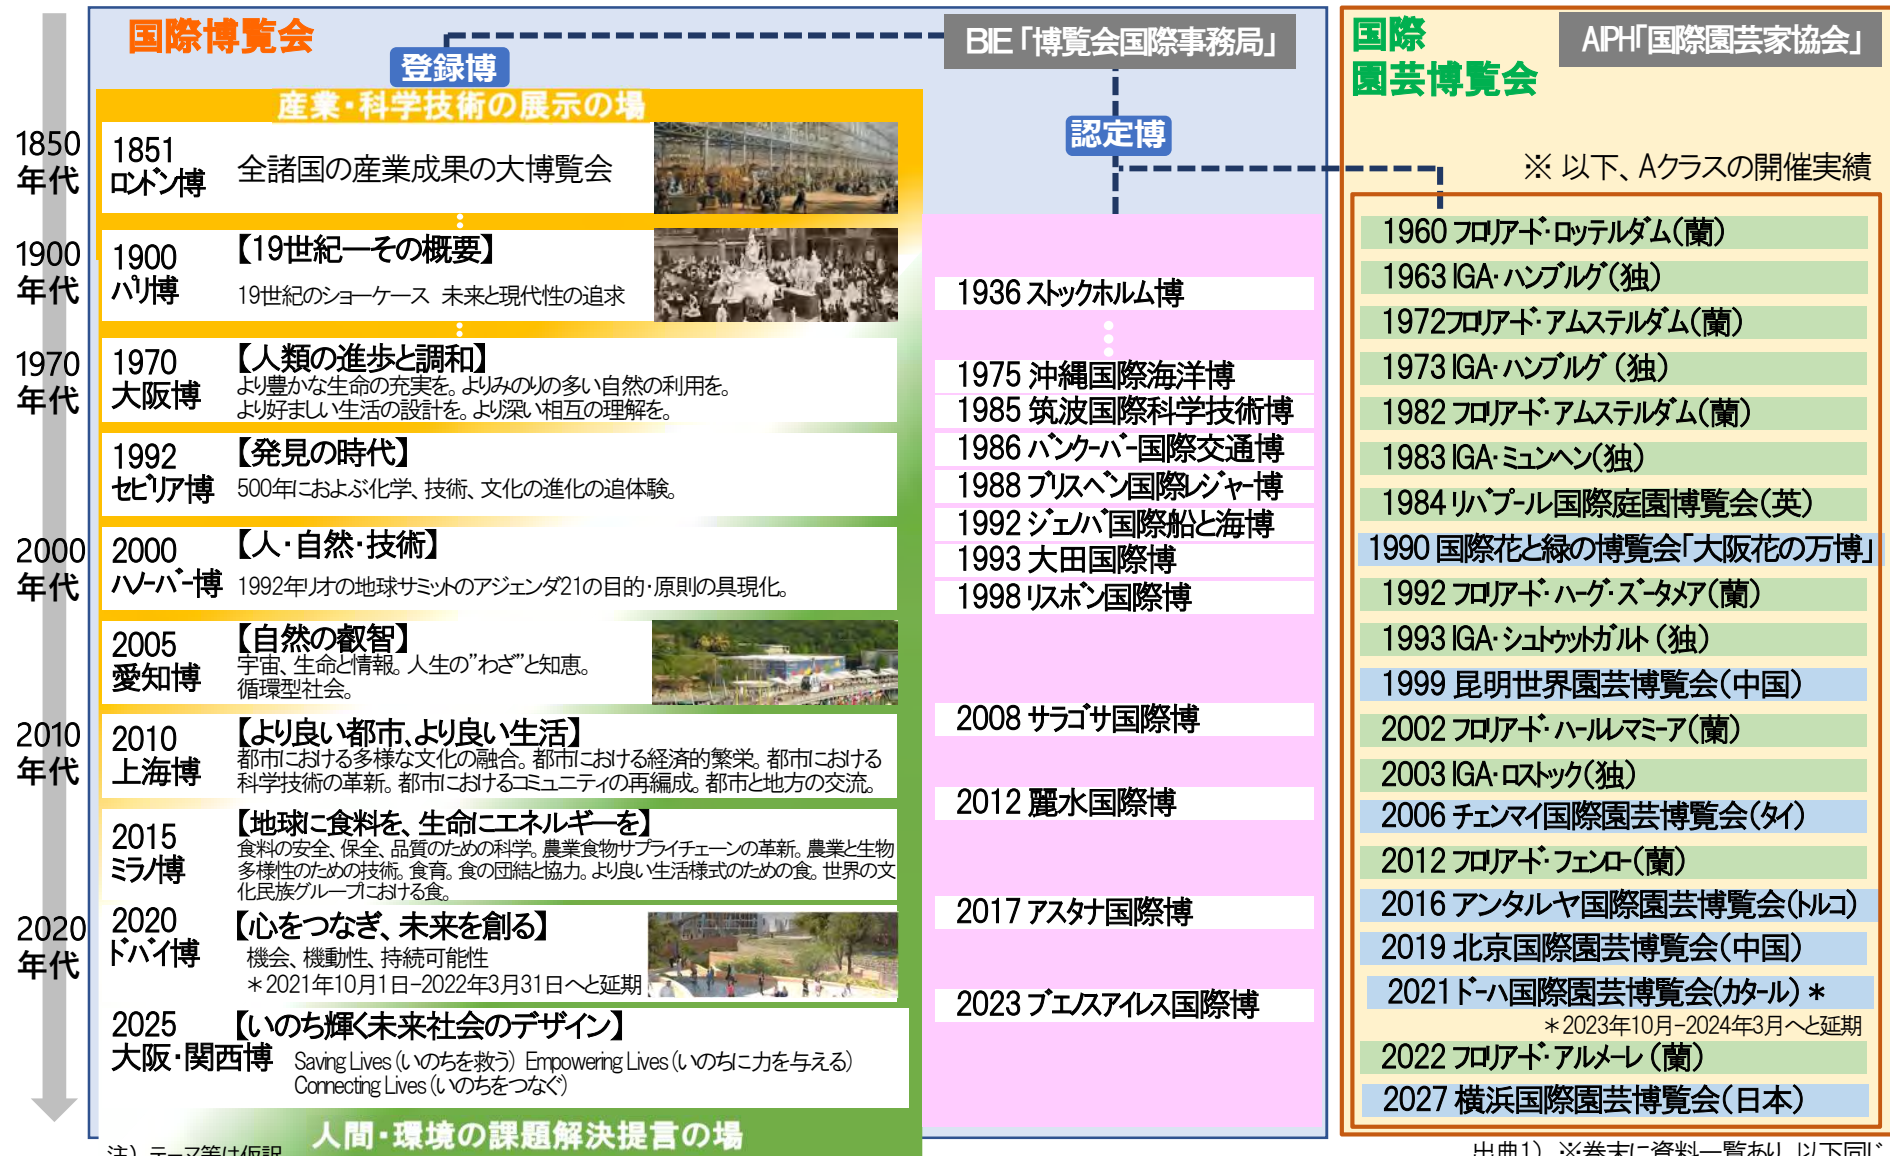 国際博覧会
登録博
BIE「博覧会国際事務局」
認定博
産業・科学技術の展示の場
1850
年代
1851
ロンドン博
全諸国の産業成果の大博覧会
1900
年代
1900
パリ博
【19世紀―その概要】
19世紀のショーケース 未来と現代性の追求
1970
年代
1970
大阪博
【人類の進歩と調和】
より豊かな生命の充実を。よりみのりの多い自然の利用を。
より好ましい生活の設計を。より深い相互の理解を。
1992
セビリア博
【発見の時代】
500年におよぶ化学、技術、文化の進化の追体験。
2000
年代
2000
ハノーバー博
【人・自然・技術】
1992年リオの地球サミットのアジェンダ21の目的・原則の具現化。
2005
愛知博
【自然の叡智】
宇宙、生命と情報。人生の”わざ”と知恵。
循環型社会。
2010
年代
2010
上海博
【より良い都市、より良い生活】
都市における多様な文化の融合。都市における経済的繁栄。都市における
科学技術の革新。都市におけるコミュニティの再編成。都市と地方の交流。
2015
ミラノ博
【地球に食料を、生命にエネルギーを】
食料の安全、保全、品質のための科学。農業食物サプライチェーンの革新。農業と生物
多様性のための技術。食育。食の団結と協力。より良い生活様式のための食。世界の文
化民族グループにおける食。
2020
年代
2020
ドバイ博
【心をつなぎ、未来を創る】
機会、機動性、持続可能性
＊2021年10月1日-2022年3月31日へと延期
2025
大阪・関西博
【いのち輝く未来社会のデザイン】
Saving Lives（いのちを救う） Empowering Lives（いのちに力を与える）
Connecting Lives（いのちをつなぐ）
人間・環境の課題解決提言の場
注） テーマ等は仮訳
1936 ストックホルム博
1975 沖縄国際海洋博
1985 筑波国際科学技術博
1986 バンクーバー国際交通博
1988 ブリスベン国際レジャー博
1992 ジェノバ国際船と海博
1993 大田国際博
1998 リスボン国際博
2008 サラゴサ国際博
2012 麗水国際博
2017 アスタナ国際博
2023 ブエノスアイレス国際博
国際
園芸博覧会
AIPH「国際園芸家協会」
※ 以下、Aクラスの開催実績
1960 フロリアード・ロッテルダム（蘭）
1963 IGA・ハンブルグ（独）
1972フロリアード・アムステルダム（蘭）
1973 IGA・ハンブルグ （独）
1982 フロリアード・アムステルダム（蘭）
1983 IGA・ミュンヘン（独）
1984 リバプール国際庭園博覧会（英）
1990 国際花と緑の博覧会「大阪花の万博」
1992 フロリアード・ハーグ・ズータメア（蘭）
1993 IGA・シュトゥットガルト （独）
1999 昆明世界園芸博覧会（中国）
2002 フロリアード・ハールレマミーア（蘭）
2003 IGA・ロストック（独）
2006 チェンマイ国際園芸博覧会（タイ）
2012 フロリアード・フェンロー（蘭）
2016 アンタルヤ国際園芸博覧会（トルコ）
2019 北京国際園芸博覧会（中国）
2021ドーハ国際園芸博覧会（カタール）＊
＊2023年10月-2024年3月へと延期
2022 フロリアード・アルメーレ （蘭）
2027 横浜国際園芸博覧会（日本）
出典1） ※巻末に資料一覧あり 以下同じ